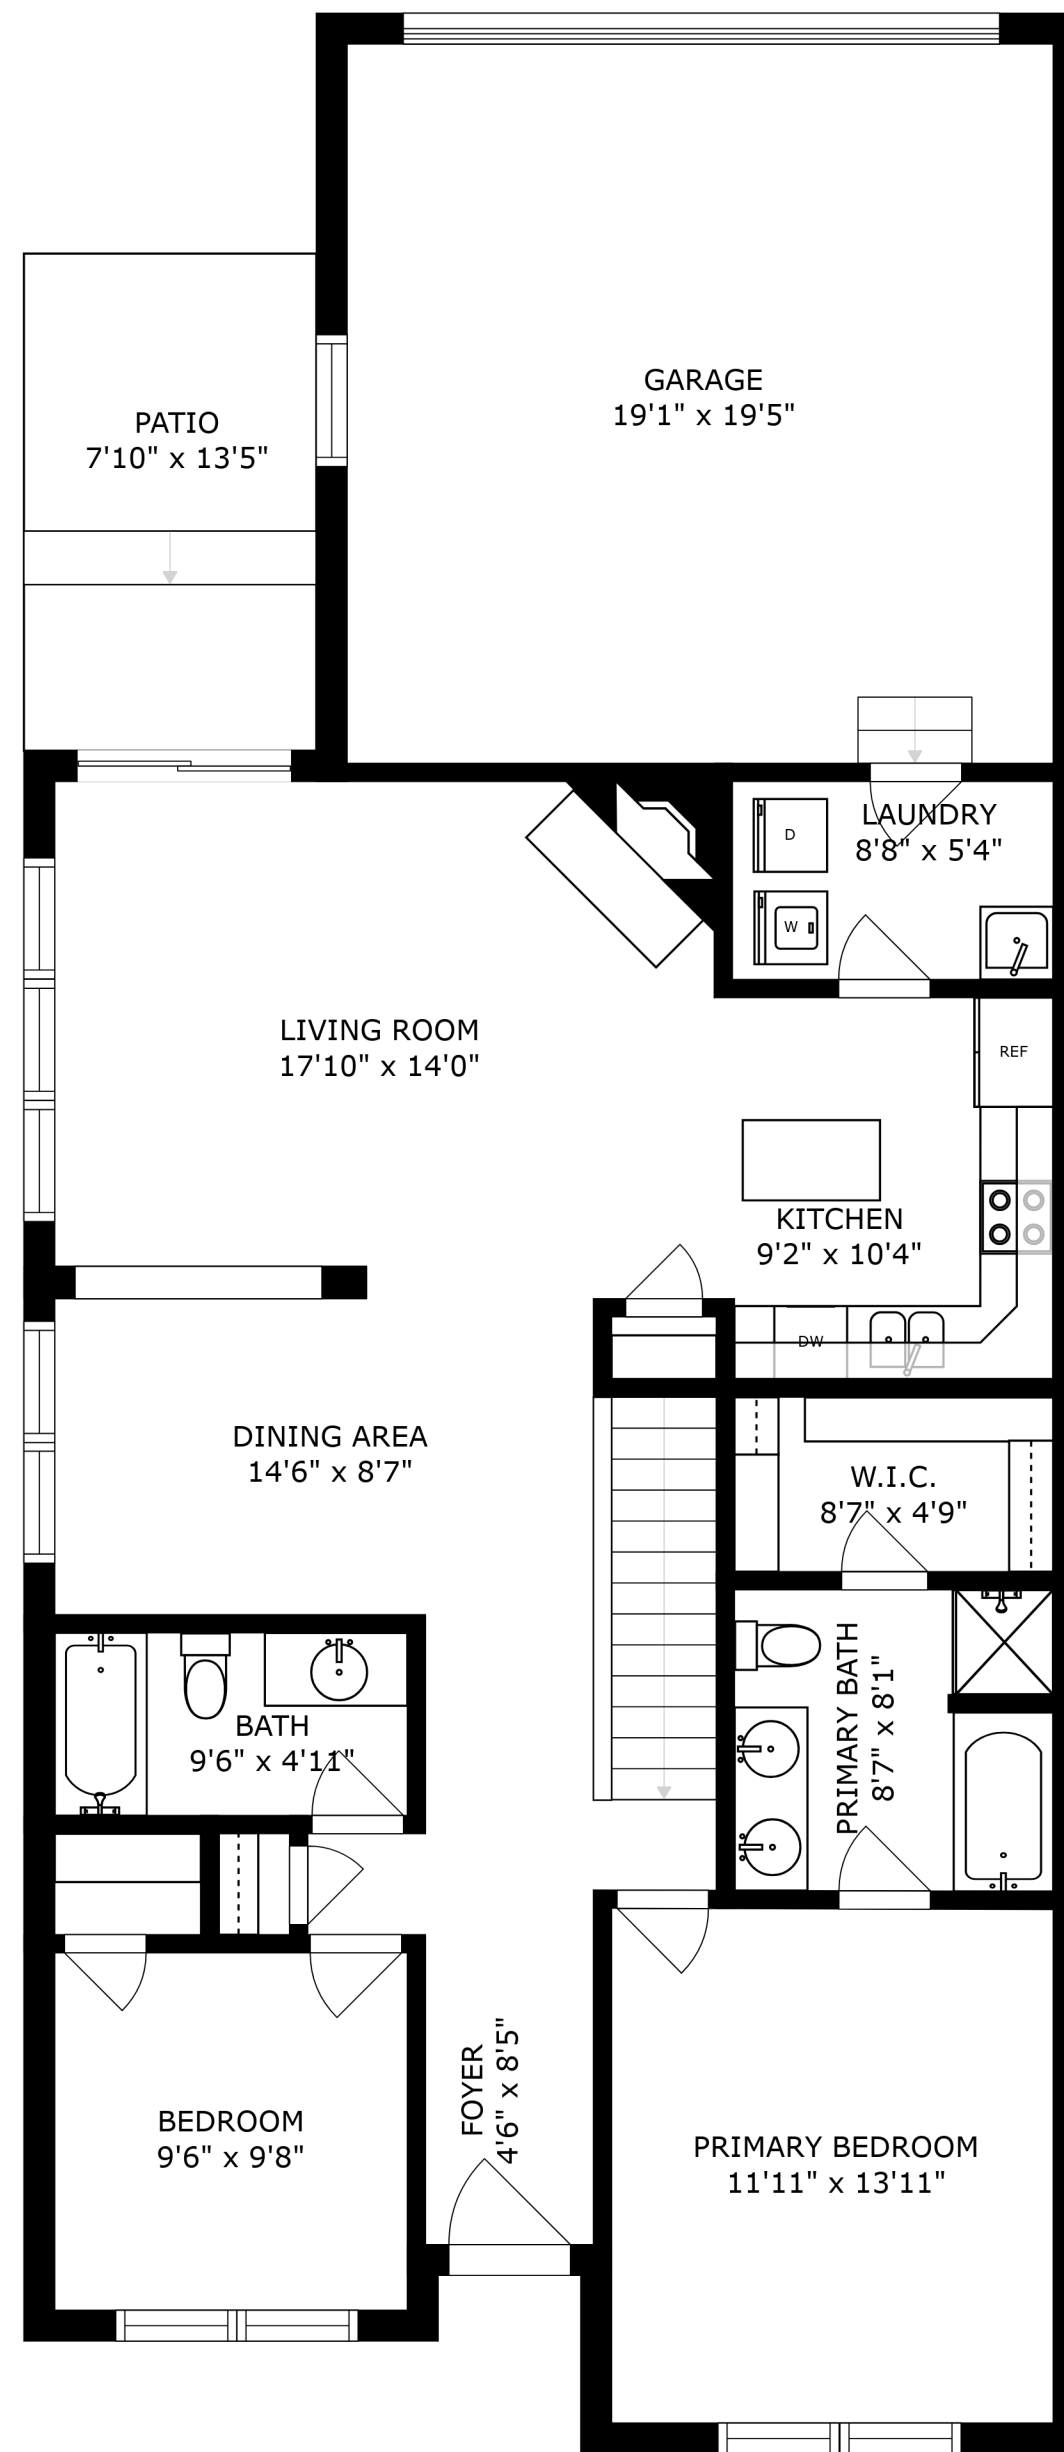 GARAGE
19'1" x 19'5"
PATIO
7'10" x 13'5"
LAUNDRY
8'8" x 5'4"
D
W
LIVING ROOM
17'10" x 14'0"
REF
KITCHEN
9'2" x 10'4"
DW
DINING AREA
14'6" x 8'7"
W.I.C.
8'7" x 4'9"
PRIMARY BATH
8'7" x 8'1"
BATH
9'6" x 4'11"
FOYER
4'6" x 8'5"
BEDROOM
9'6" x 9'8"
PRIMARY BEDROOM
11'11" x 13'11"